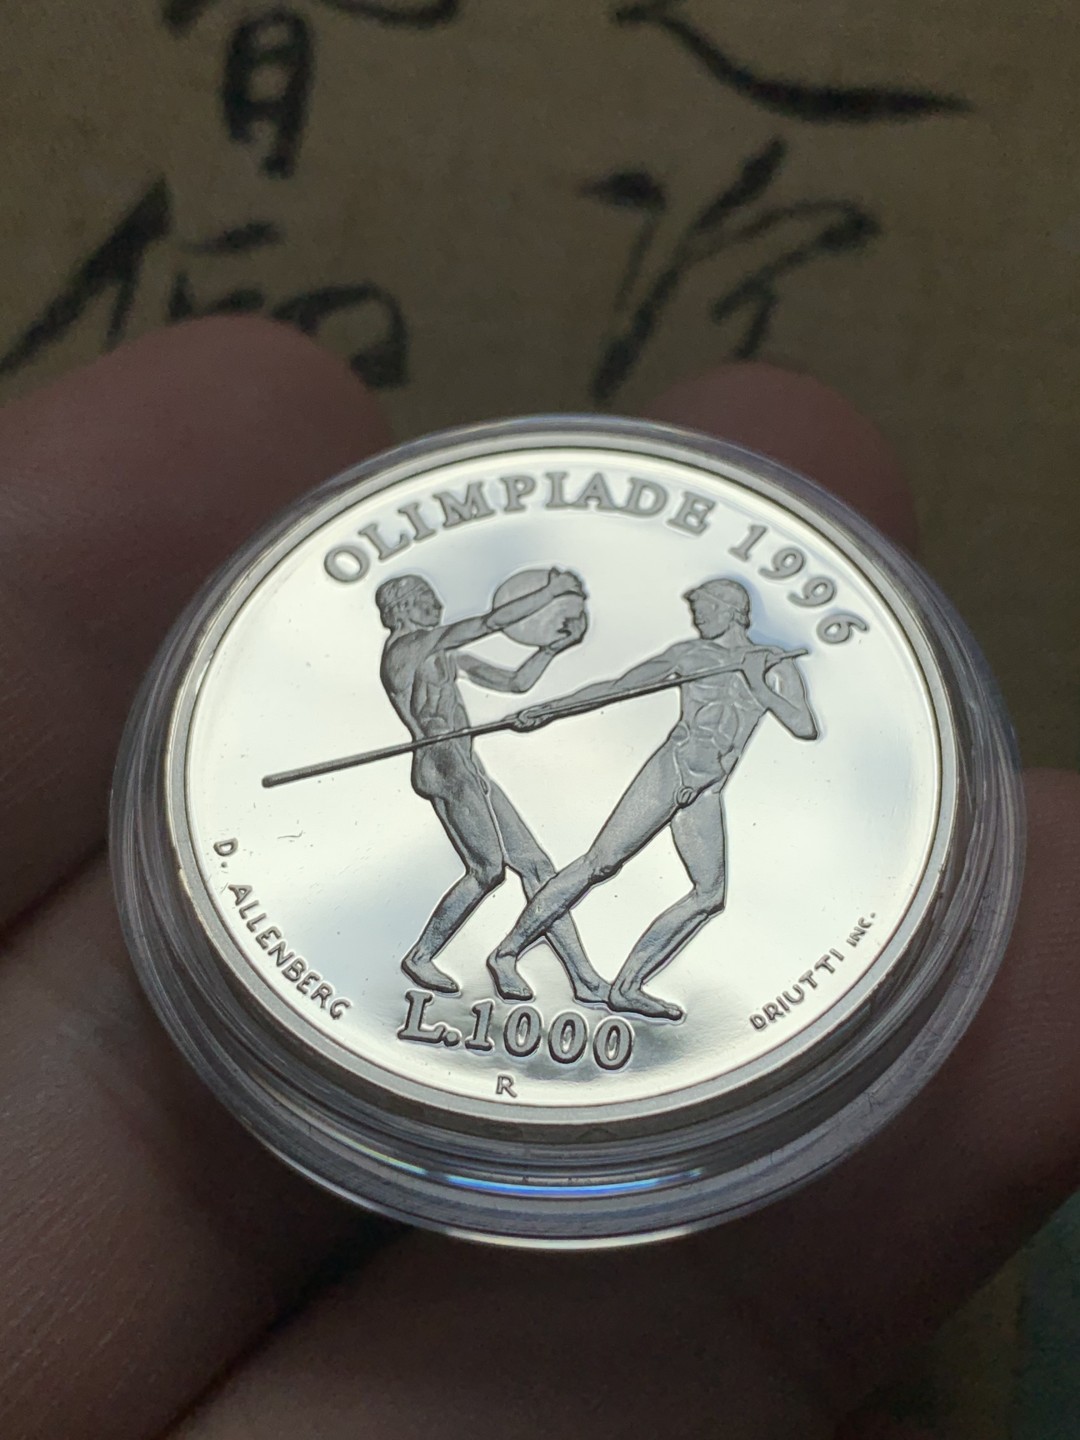 OLIMPIADE 1996
D. ALLENBERG
DRIUTTI INC.
L.1000
R